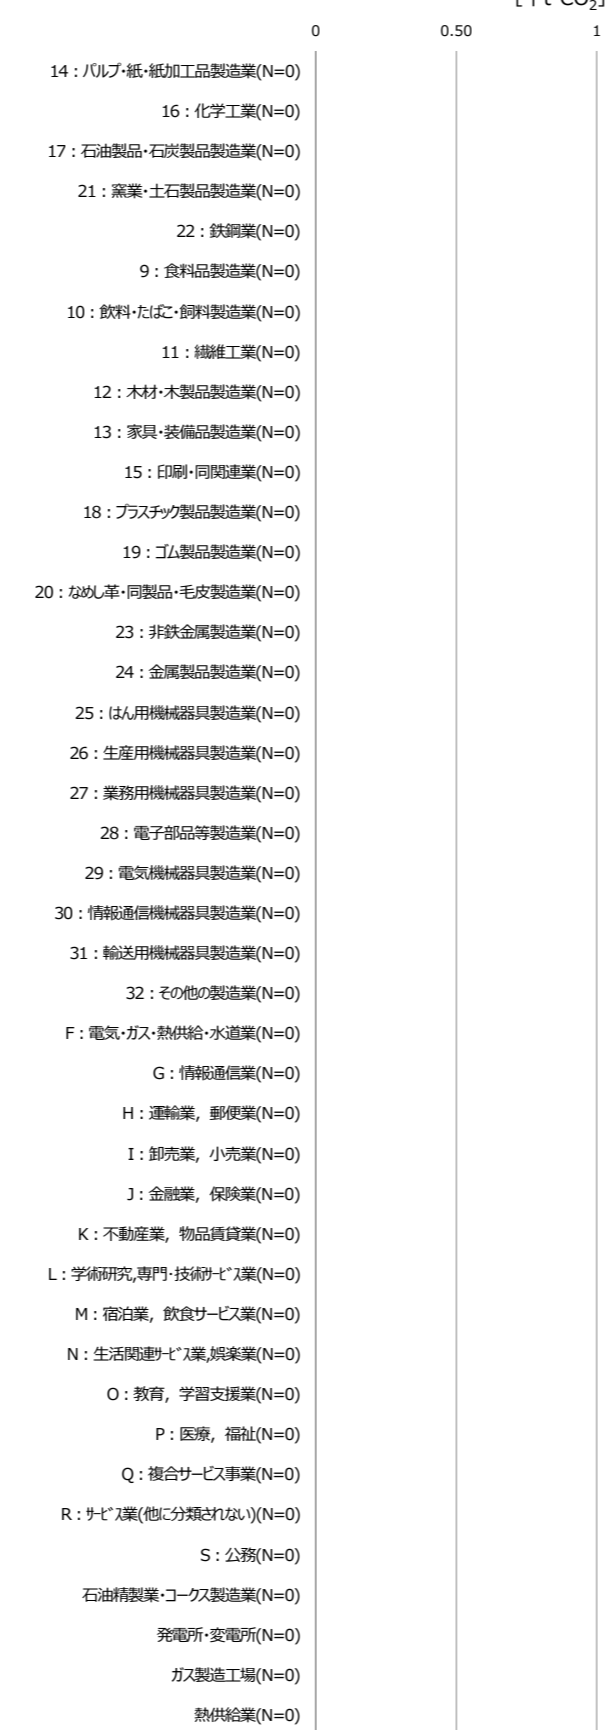 [千t-CO2]
0 0.50 1
14：パルプ・紙・紙加工品製造業(N=0)
16：化学工業(N=0)
17：石油製品・石炭製品製造業(N=0)
21：窯業・土石製品製造業(N=0)
22：鉄鋼業(N=0)
9：食料品製造業(N=0)
10：飲料・たばこ・飼料製造業(N=0)
11：繊維工業(N=0)
12：木材・木製品製造業(N=0)
13：家具・装備品製造業(N=0)
15：印刷・同関連業(N=0)
18：プラスチック製品製造業(N=0)
19：ゴム製品製造業(N=0)
20：なめし革・同製品・毛皮製造業(N=0)
23：非鉄金属製造業(N=0)
24：金属製品製造業(N=0)
25：はん用機械器具製造業(N=0)
26：生産用機械器具製造業(N=0)
27：業務用機械器具製造業(N=0)
28：電子部品等製造業(N=0)
29：電気機械器具製造業(N=0)
30：情報通信機械器具製造業(N=0)
31：輸送用機械器具製造業(N=0)
32：その他の製造業(N=0)
F：電気・ガス・熱供給・水道業(N=0)
G：情報通信業(N=0)
H：運輸業，郵便業(N=0)
I：卸売業，小売業(N=0)
J：金融業，保険業(N=0)
K：不動産業，物品賃貸業(N=0)
L：学術研究,専門・技術ｻｰﾋﾞｽ業(N=0)
M：宿泊業，飲食サービス業(N=0)
N：生活関連ｻｰﾋﾞｽ業,娯楽業(N=0)
O：教育，学習支援業(N=0)
P：医療，福祉(N=0)
Q：複合サービス事業(N=0)
R：ｻｰﾋﾞｽ業(他に分類されない)(N=0)
S：公務(N=0)
石油精製業・コークス製造業(N=0)
発電所・変電所(N=0)
ガス製造工場(N=0)
熱供給業(N=0)